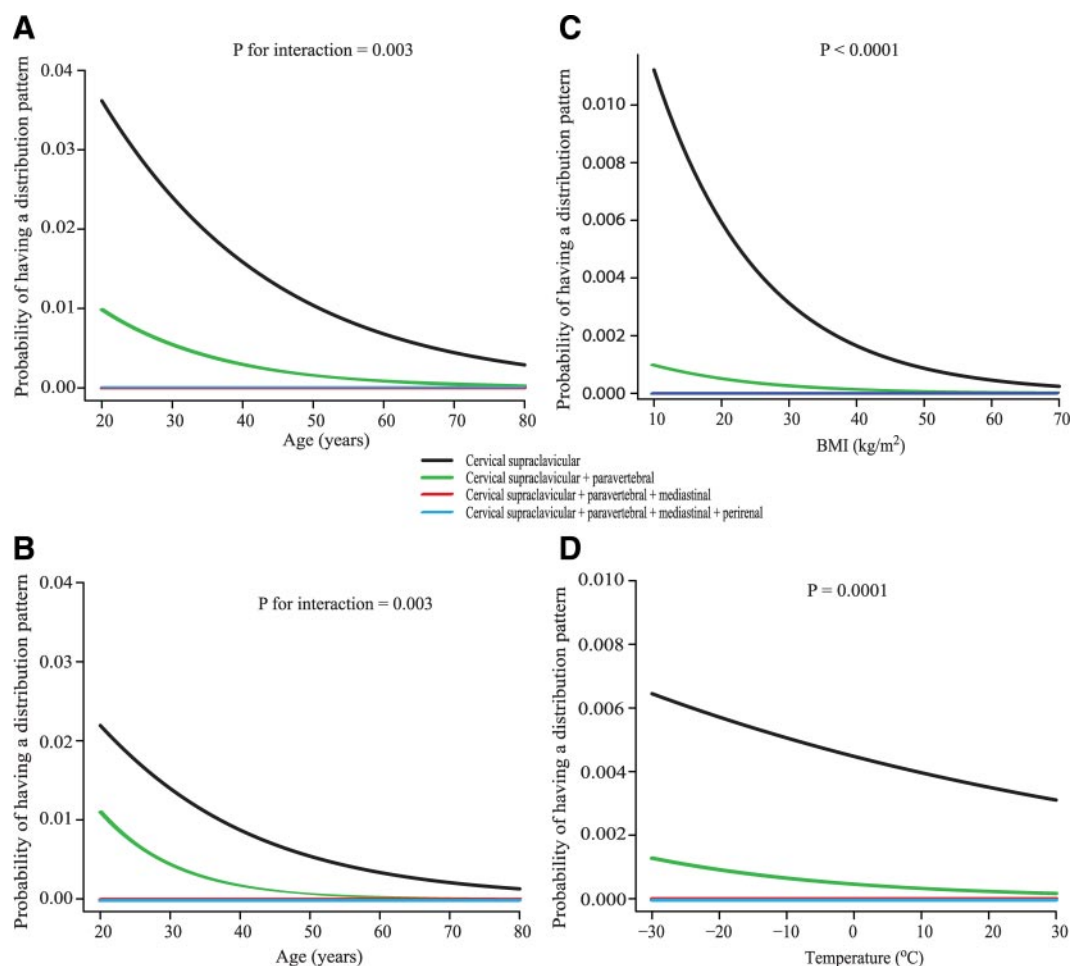 A
P for interaction = 0.003
Probability of having a distribution pattern
0.04
0.03
0.02
0.01
0.00
20 30 40 50 60 70 80
Age (years)
C
P < 0.0001
Probability of having a distribution pattern
0.010
0.008
0.006
0.004
0.002
0.000
10 20 30 40 50 60 70
BMI (kg/m²)
Cervical supraclavicular
Cervical supraclavicular + paravertebral
Cervical supraclavicular + paravertebral + mediastinal
Cervical supraclavicular + paravertebral + mediastinal + perirenal
B
P for interaction = 0.003
Probability of having a distribution pattern
0.04
0.03
0.02
0.01
0.00
20 30 40 50 60 70 80
Age (years)
D
P = 0.0001
Probability of having a distribution pattern
0.010
0.008
0.006
0.004
0.002
0.000
−30 −20 −10 0 10 20 30
Temperature (°C)